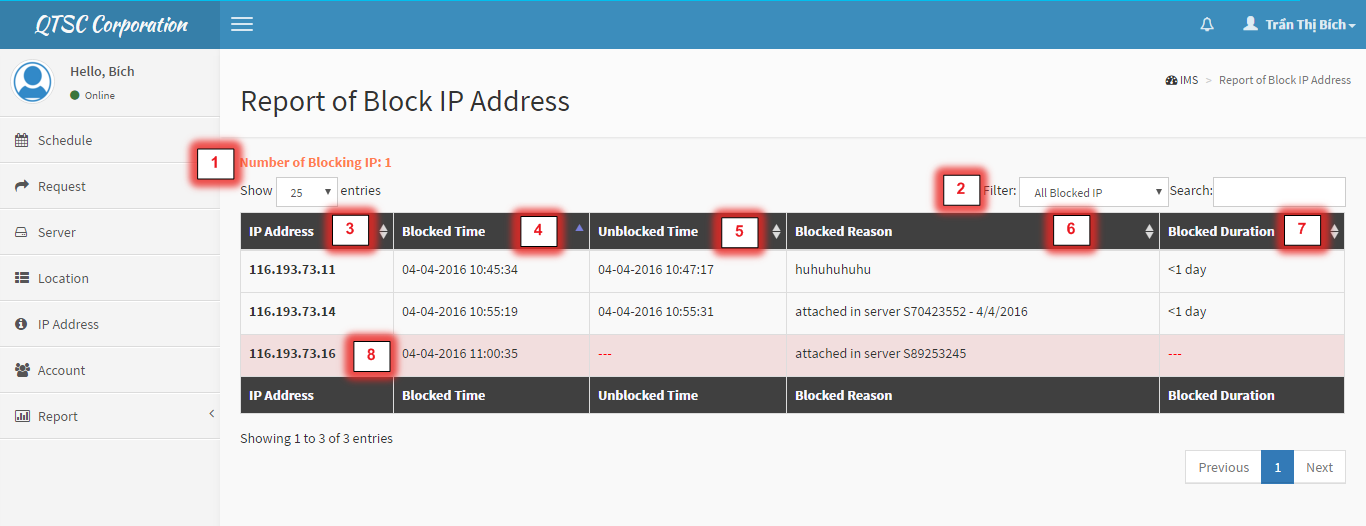 QTSC Corporation
Trần Thị Bích
Hello, Bích
Online
IMS > Report of Block IP Address
Report of Block IP Address
Schedule
Request
Server
Location
IP Address
Account
Report
1 Number of Blocking IP: 1
Show 25 entries 2 Filter: All Blocked IP Search:
IP Address 3 Blocked Time 4 Unblocked Time 5 Blocked Reason 6 Blocked Duration 7
116.193.73.11 04-04-2016 10:45:34 04-04-2016 10:47:17 huhuhuhuhu <1 day
116.193.73.14 04-04-2016 10:55:19 04-04-2016 10:55:31 attached in server S70423552 - 4/4/2016 <1 day
116.193.73.16 8 04-04-2016 11:00:35 --- attached in server S89253245 ---
IP Address Blocked Time Unblocked Time Blocked Reason Blocked Duration
Showing 1 to 3 of 3 entries
Previous 1 Next